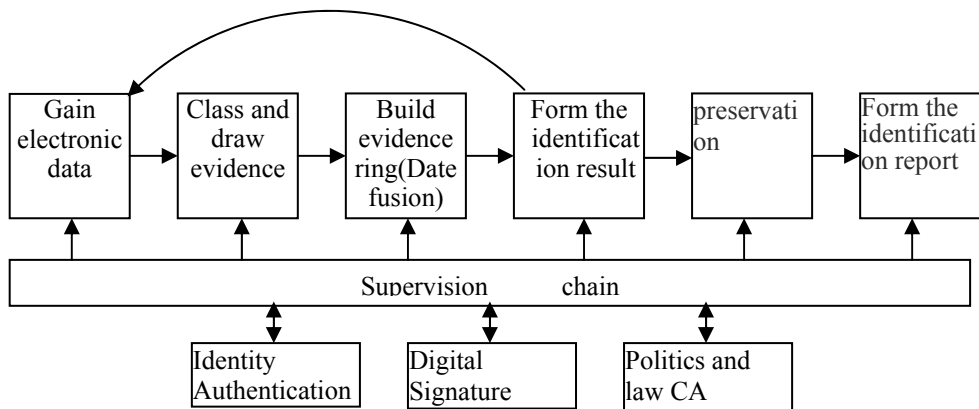 Gain
electronic
data
Class and
draw
evidence
Build
evidence
ring(Date
fusion)
Form the
identificat
ion result
preservati
on
Form the
identificati
on report
Supervision chain
Identity
Authentication
Digital
Signature
Politics and
law CA